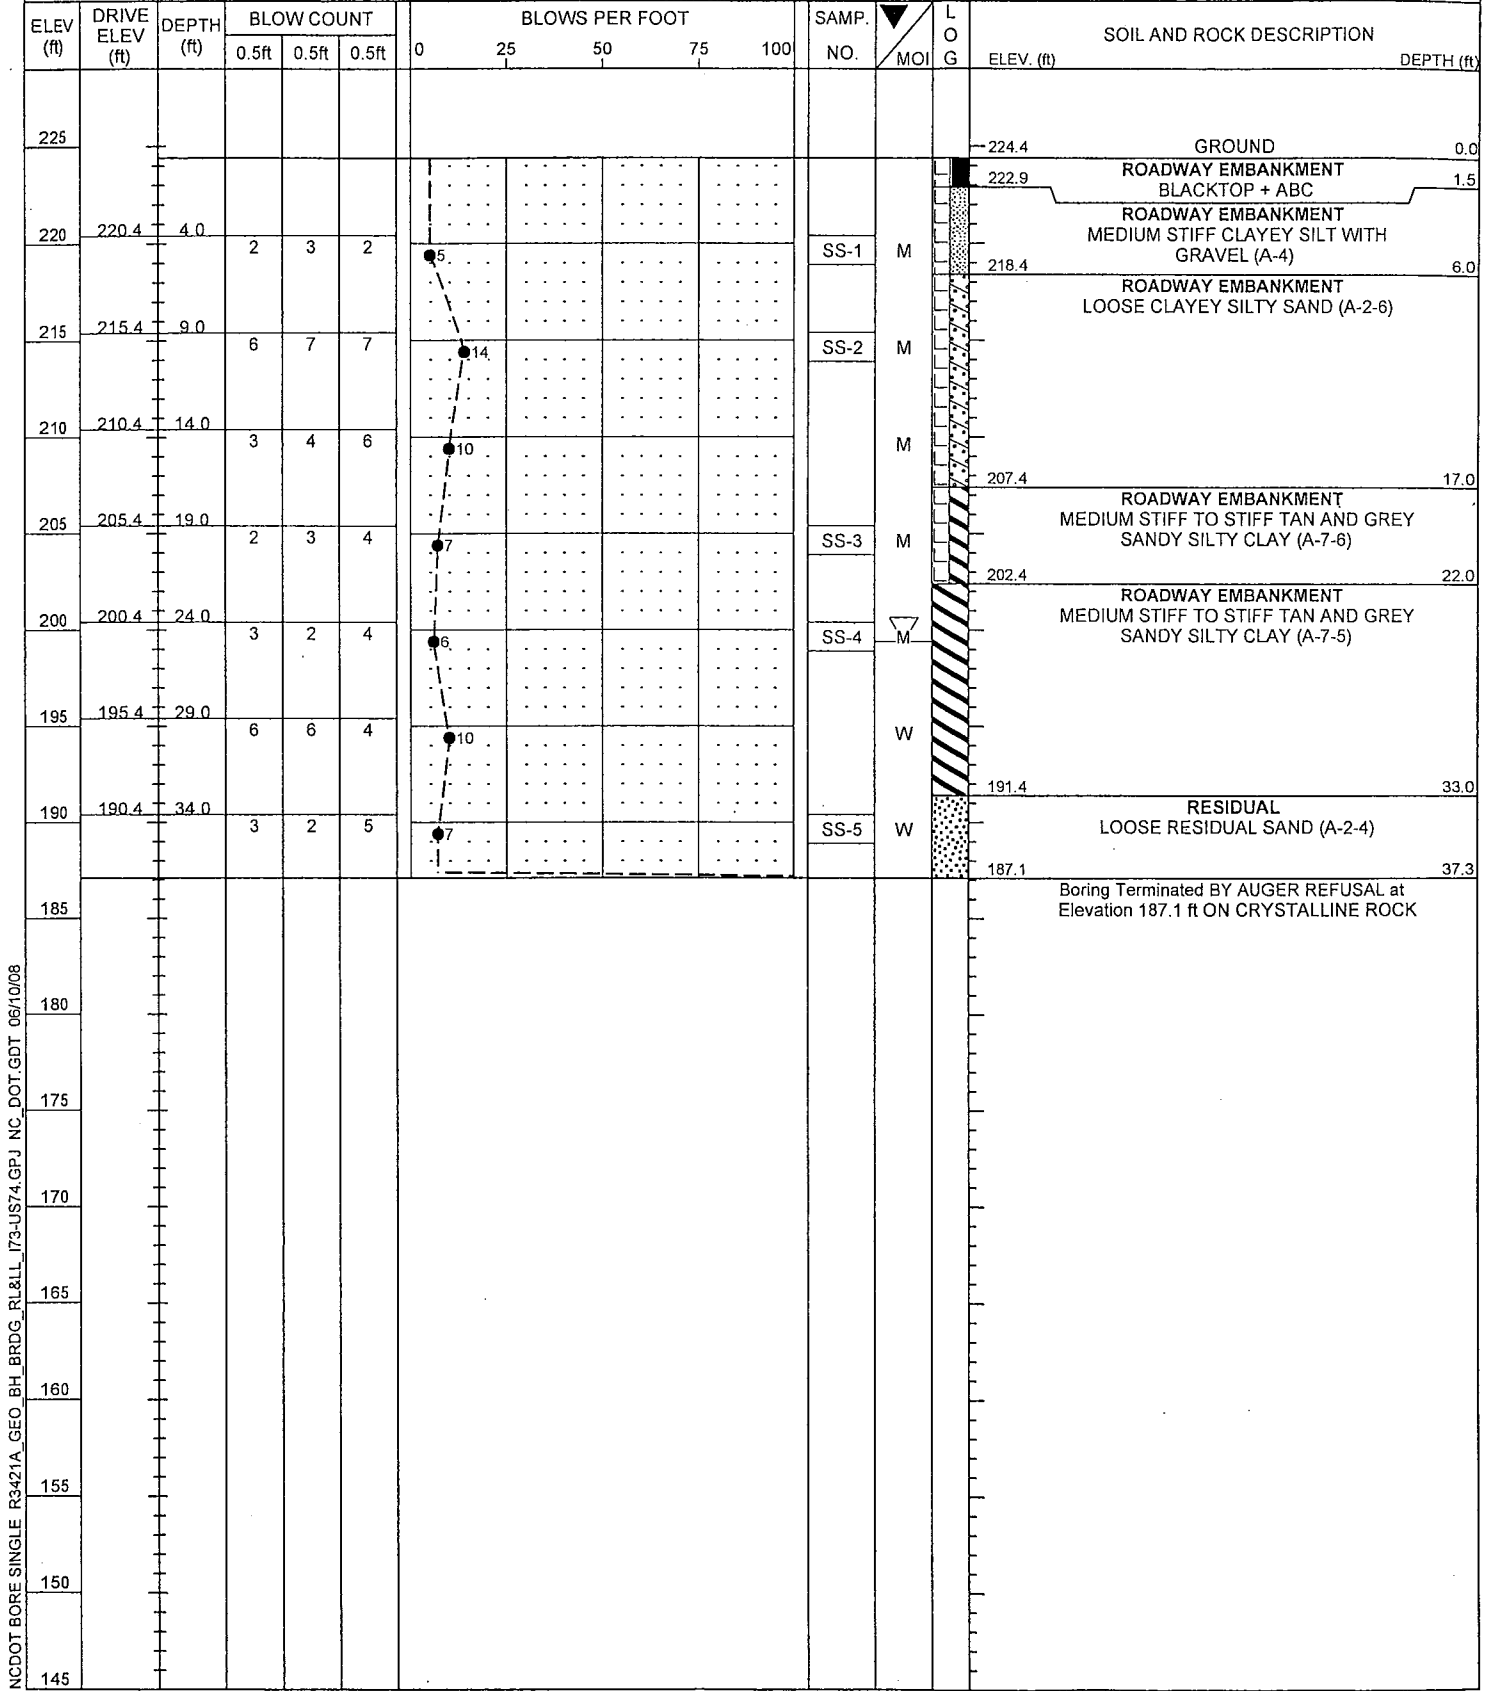 ELEV (ft) DRIVE ELEV (ft) DEPTH (ft) BLOW COUNT BLOWS PER FOOT SAMP. NO. MOI LOG SOIL AND ROCK DESCRIPTION
0.5ft 0.5ft 0.5ft 0 25 50 75 100 ELEV. (ft) DEPTH (ft)
225
224.4 GROUND 0.0
ROADWAY EMBANKMENT
222.9 BLACKTOP + ABC 1.5
ROADWAY EMBANKMENT
MEDIUM STIFF CLAYEY SILT WITH
GRAVEL (A-4)
220 220.4 4.0 2 3 2 5 SS-1 M
218.4 6.0
ROADWAY EMBANKMENT
LOOSE CLAYEY SILTY SAND (A-2-6)
215 215.4 9.0 6 7 7 14 SS-2 M
210 210.4 14.0 3 4 6 10 M
207.4 17.0
ROADWAY EMBANKMENT
MEDIUM STIFF TO STIFF TAN AND GREY
SANDY SILTY CLAY (A-7-6)
205 205.4 19.0 2 3 4 7 SS-3 M
202.4 22.0
ROADWAY EMBANKMENT
MEDIUM STIFF TO STIFF TAN AND GREY
SANDY SILTY CLAY (A-7-5)
200 200.4 24.0 3 2 4 6 SS-4 M
195 195.4 29.0 6 6 4 10 W
191.4 33.0
RESIDUAL
LOOSE RESIDUAL SAND (A-2-4)
190 190.4 34.0 3 2 5 7 SS-5 W
187.1 37.3
Boring Terminated BY AUGER REFUSAL at
Elevation 187.1 ft ON CRYSTALLINE ROCK
185
180
175
170
165
160
155
150
145
NCDOT BORE SINGLE R3421A_GEO_BH_BRDG_RL&LL_I73-US74.GPJ NC_DOT.GDT 06/10/08